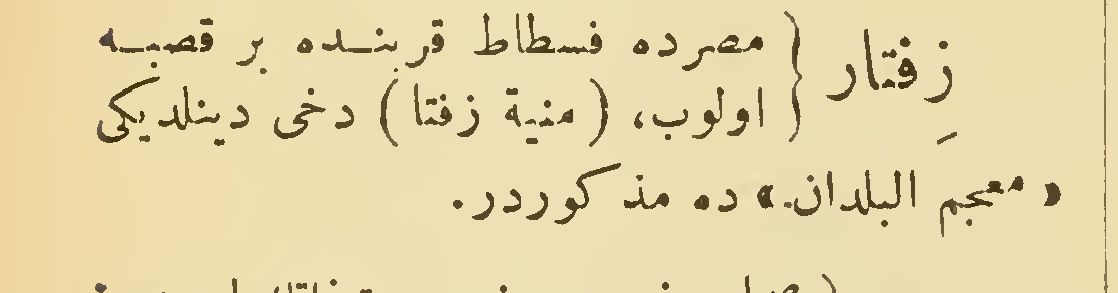 زِفتار { مصرده فسطاط قربنده بر قصبه
اولوب، (منية زفتا) دخی دینلدیکی
«معجم البلدان» ده مذکوردر.